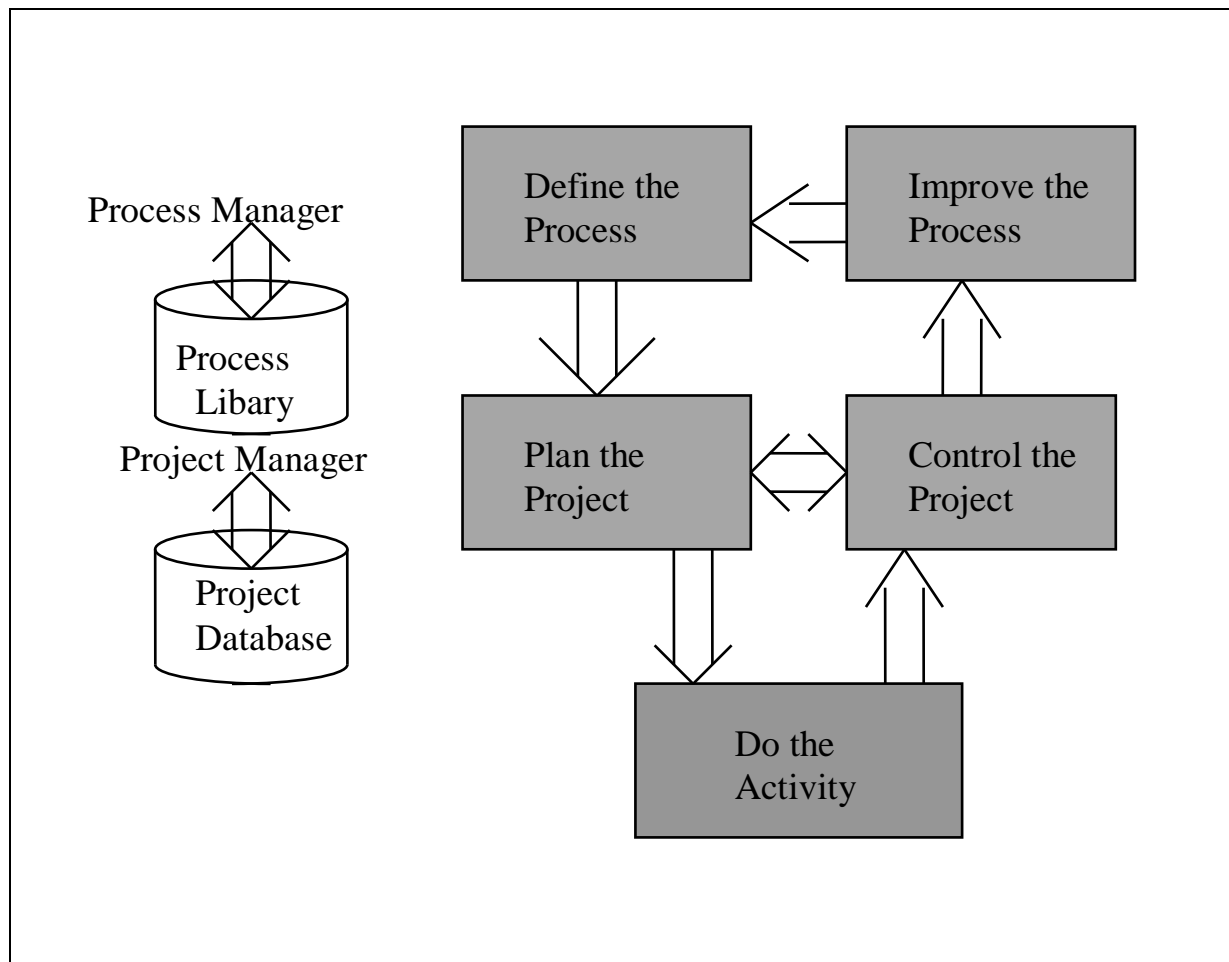 Process Manager
Process
Libary
Project Manager
Project
Database
Define the
Process
Improve the
Process
Plan the
Project
Control the
Project
Do the
Activity